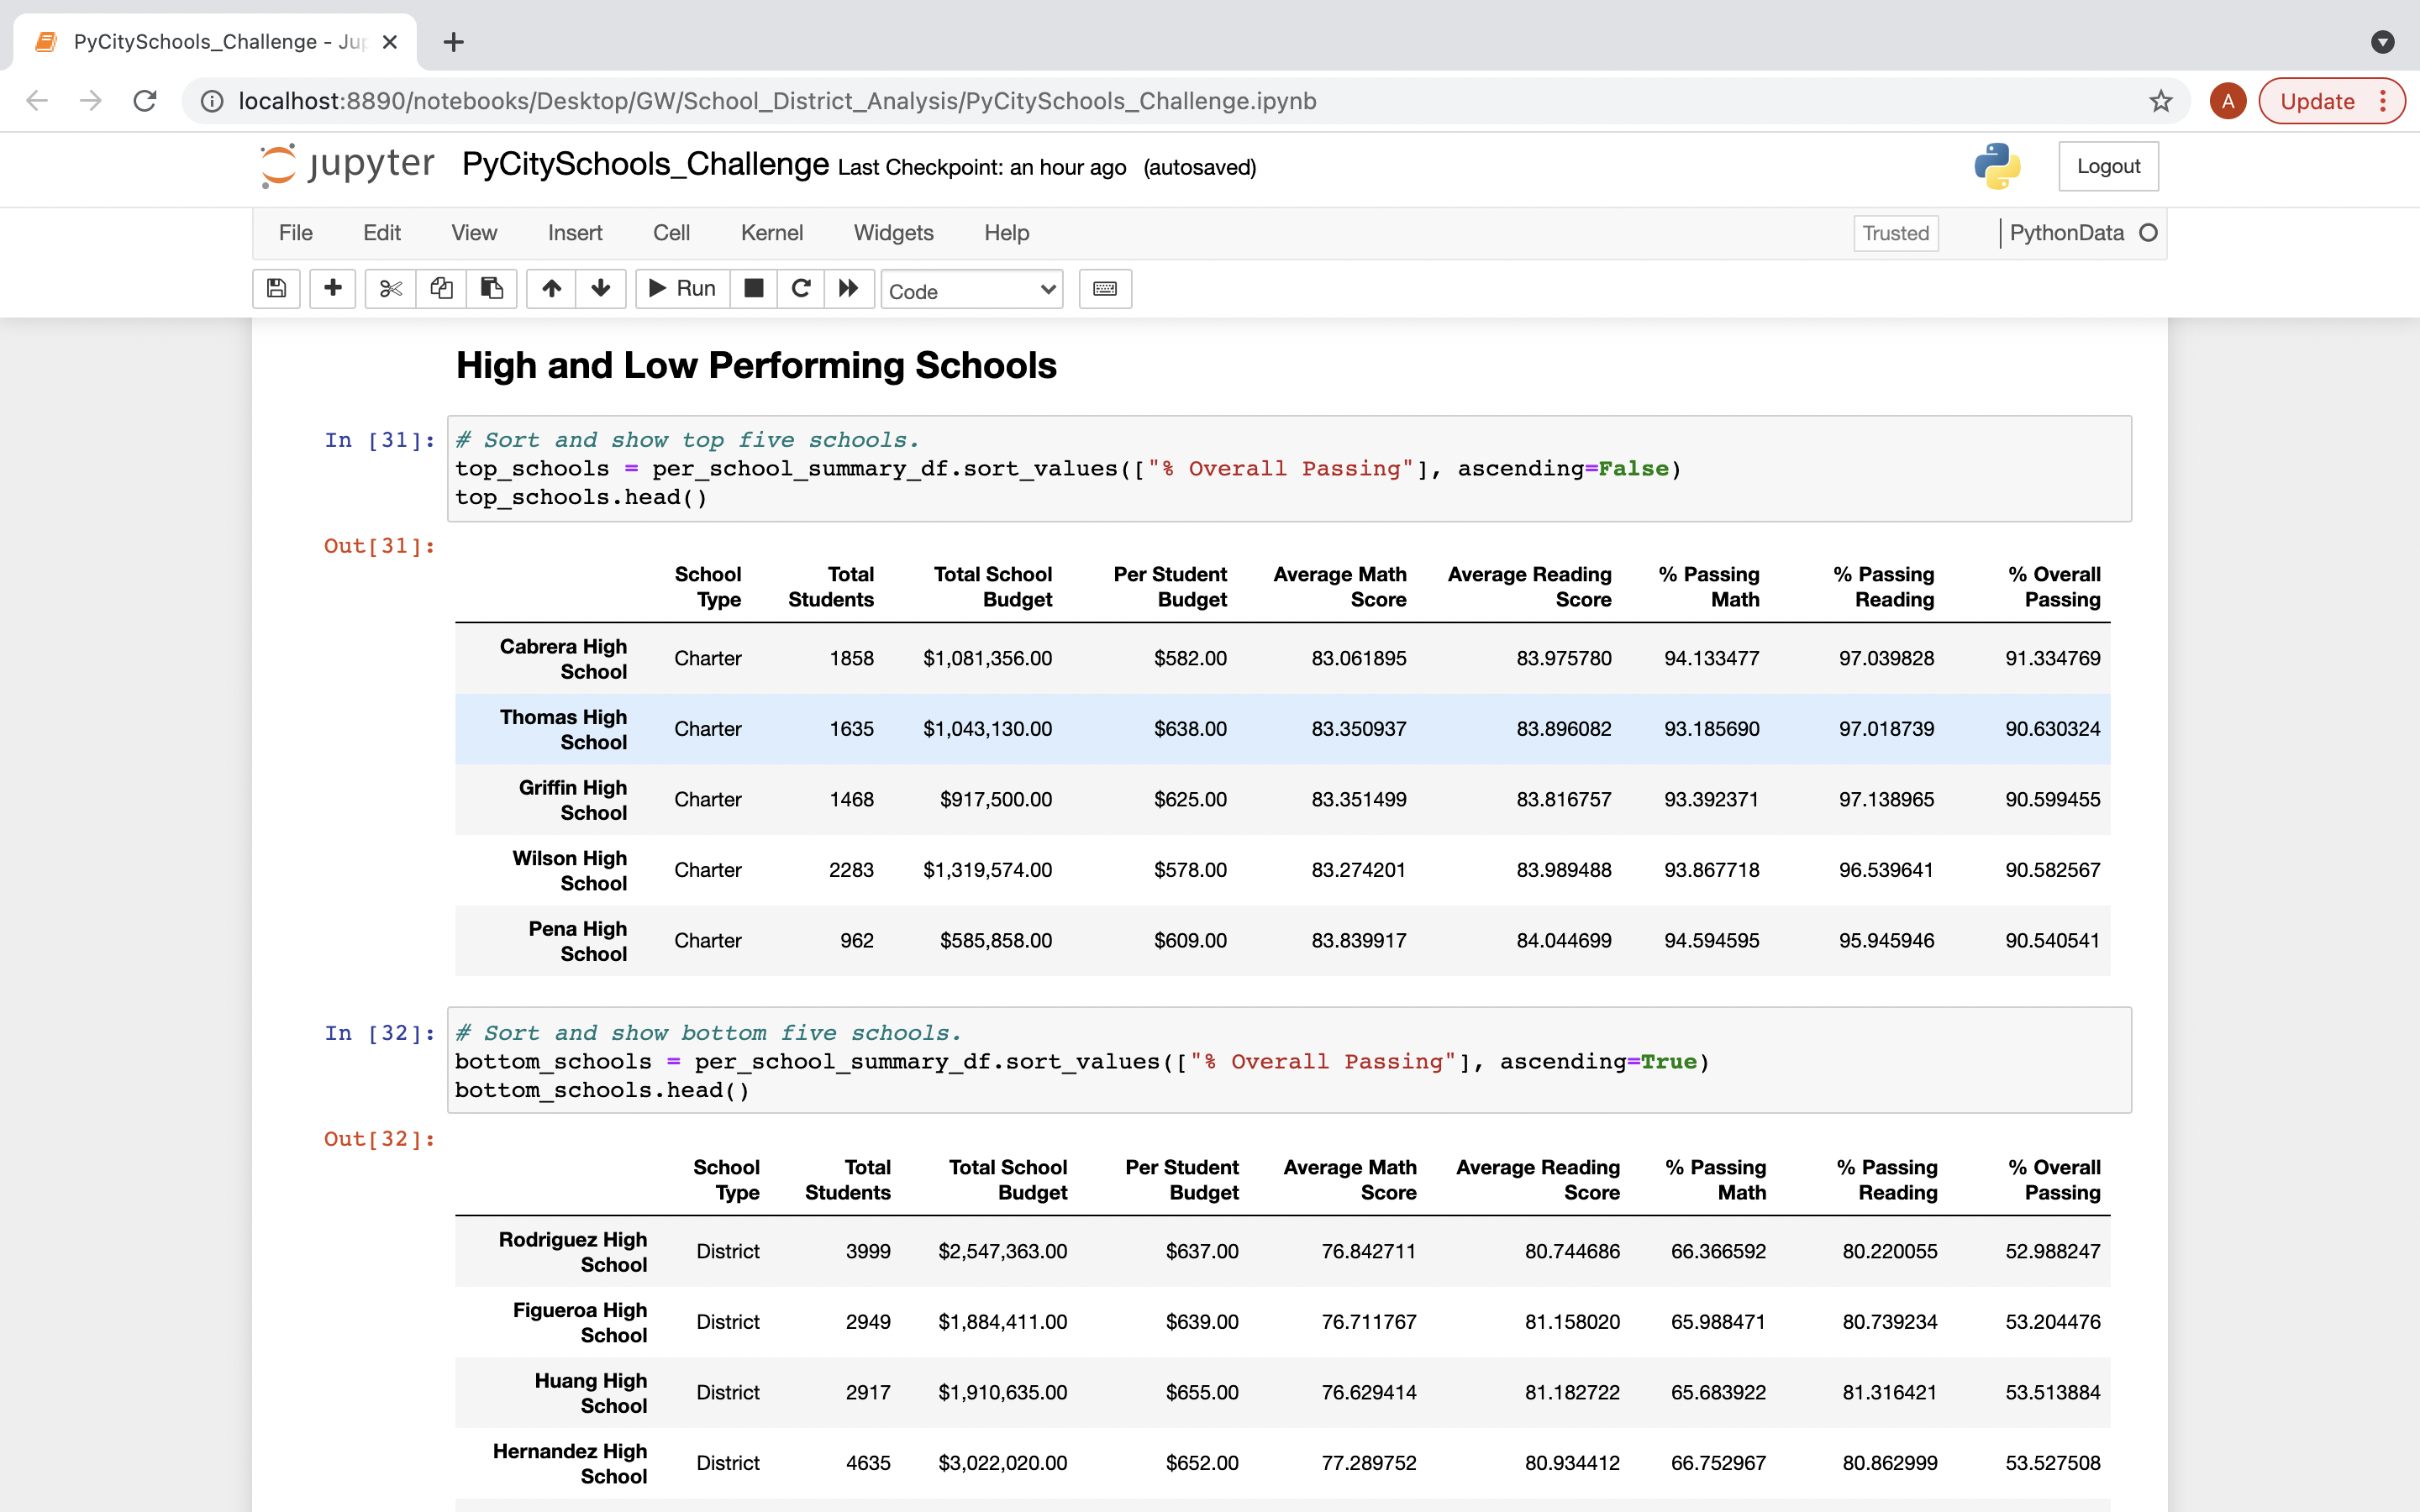 PyCitySchools_Challenge - Jup
localhost:8890/notebooks/Desktop/GW/School_District_Analysis/PyCitySchools_Challenge.ipynb
A
Update
jupyter PyCitySchools_Challenge Last Checkpoint: an hour ago (autosaved)
Logout
File Edit View Insert Cell Kernel Widgets Help
Trusted
PythonData
Run
Code
High and Low Performing Schools
In [31]:
# Sort and show top five schools.
top_schools = per_school_summary_df.sort_values(["% Overall Passing"], ascending=False)
top_schools.head()
Out[31]:
School Type Total Students Total School Budget Per Student Budget Average Math Score Average Reading Score % Passing Math % Passing Reading % Overall Passing
Cabrera High School Charter 1858 $1,081,356.00 $582.00 83.061895 83.975780 94.133477 97.039828 91.334769
Thomas High School Charter 1635 $1,043,130.00 $638.00 83.350937 83.896082 93.185690 97.018739 90.630324
Griffin High School Charter 1468 $917,500.00 $625.00 83.351499 83.816757 93.392371 97.138965 90.599455
Wilson High School Charter 2283 $1,319,574.00 $578.00 83.274201 83.989488 93.867718 96.539641 90.582567
Pena High School Charter 962 $585,858.00 $609.00 83.839917 84.044699 94.594595 95.945946 90.540541
In [32]:
# Sort and show bottom five schools.
bottom_schools = per_school_summary_df.sort_values(["% Overall Passing"], ascending=True)
bottom_schools.head()
Out[32]:
School Type Total Students Total School Budget Per Student Budget Average Math Score Average Reading Score % Passing Math % Passing Reading % Overall Passing
Rodriguez High School District 3999 $2,547,363.00 $637.00 76.842711 80.744686 66.366592 80.220055 52.988247
Figueroa High School District 2949 $1,884,411.00 $639.00 76.711767 81.158020 65.988471 80.739234 53.204476
Huang High School District 2917 $1,910,635.00 $655.00 76.629414 81.182722 65.683922 81.316421 53.513884
Hernandez High School District 4635 $3,022,020.00 $652.00 77.289752 80.934412 66.752967 80.862999 53.527508